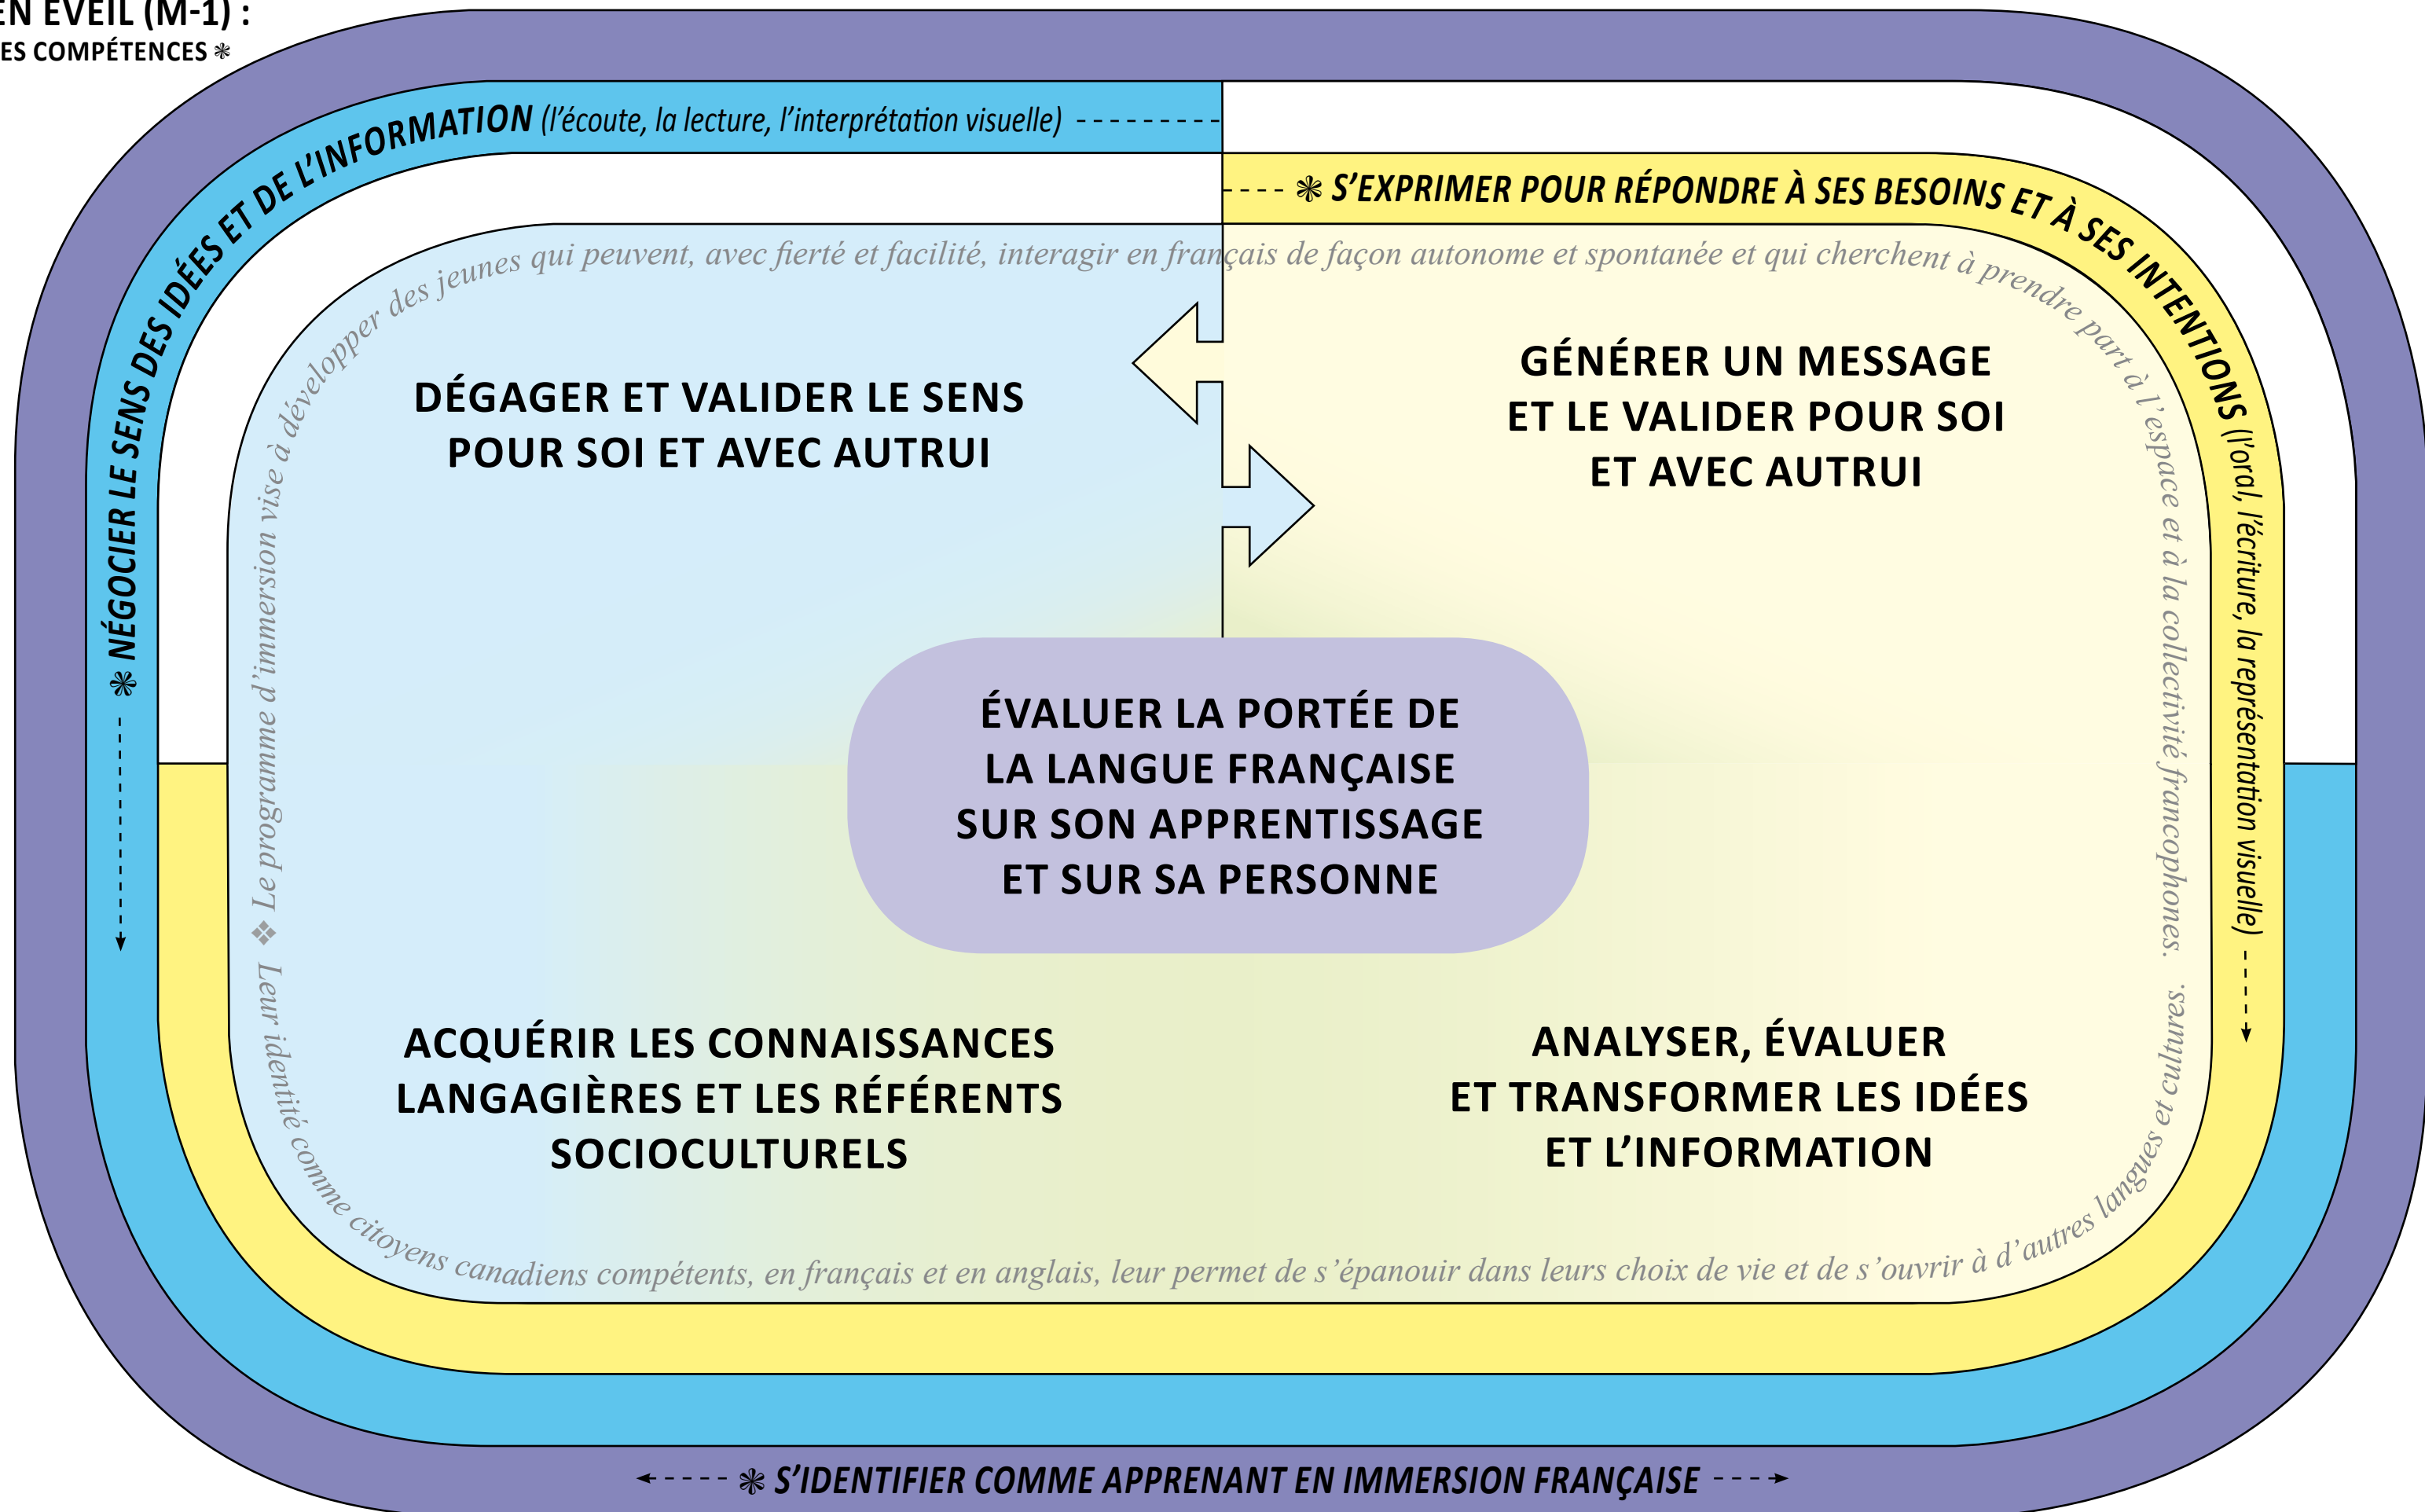 EN ÉVEIL (M-1) :
ES COMPÉTENCES ❃
❃ NÉGOCIER LE SENS DES IDÉES ET DE L’INFORMATION (l’écoute, la lecture, l’interprétation visuelle)
❃ S’EXPRIMER POUR RÉPONDRE À SES BESOINS ET À SES INTENTIONS (l’oral, l’écriture, la représentation visuelle)
❖ Le programme d’immersion vise à développer des jeunes qui peuvent, avec fierté et facilité, interagir en français de façon autonome et spontanée et qui cherchent à prendre part à l’espace et à la collectivité francophones.
DÉGAGER ET VALIDER LE SENS
POUR SOI ET AVEC AUTRUI
GÉNÉRER UN MESSAGE
ET LE VALIDER POUR SOI
ET AVEC AUTRUI
ÉVALUER LA PORTÉE DE
LA LANGUE FRANÇAISE
SUR SON APPRENTISSAGE
ET SUR SA PERSONNE
ACQUÉRIR LES CONNAISSANCES
LANGAGIÈRES ET LES RÉFÉRENTS
SOCIOCULTURELS
ANALYSER, ÉVALUER
ET TRANSFORMER LES IDÉES
ET L’INFORMATION
Leur identité comme citoyens canadiens compétents, en français et en anglais, leur permet de s’épanouir dans leurs choix de vie et de s’ouvrir à d’autres langues et cultures.
❃ S’IDENTIFIER COMME APPRENANT EN IMMERSION FRANÇAISE